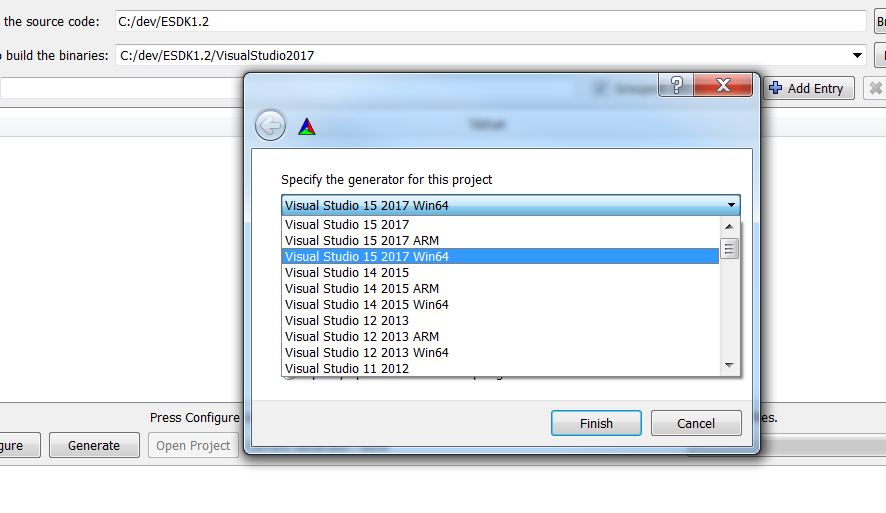 the source code: C:/dev/ESDK1.2
build the binaries: C:/dev/ESDK1.2/VisualStudio2017
Add Entry
Value
Specify the generator for this project
Visual Studio 15 2017 Win64
Visual Studio 15 2017
Visual Studio 15 2017 ARM
Visual Studio 15 2017 Win64
Visual Studio 14 2015
Visual Studio 14 2015 ARM
Visual Studio 14 2015 Win64
Visual Studio 12 2013
Visual Studio 12 2013 ARM
Visual Studio 12 2013 Win64
Visual Studio 11 2012
Press Configure
Finish Cancel
gure Generate Open Project